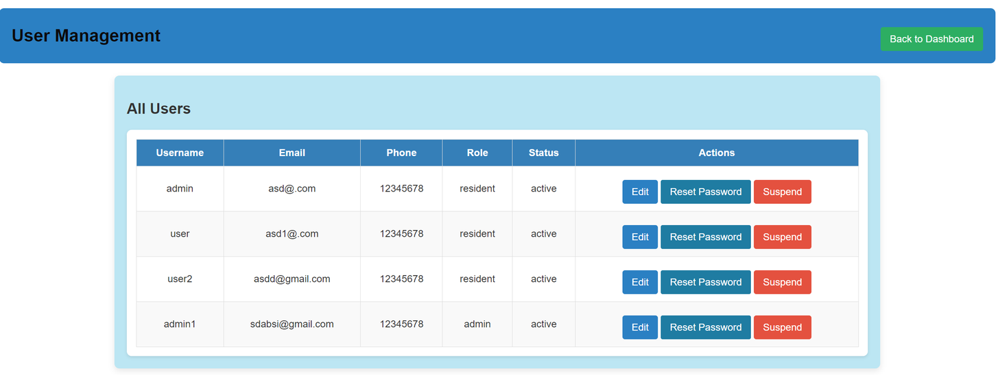 User Management
Back to Dashboard
All Users
Username Email Phone Role Status Actions
admin asd@.com 12345678 resident active Edit Reset Password Suspend
user asd1@.com 12345678 resident active Edit Reset Password Suspend
user2 asdd@gmail.com 12345678 resident active Edit Reset Password Suspend
admin1 sdabsi@gmail.com 12345678 admin active Edit Reset Password Suspend